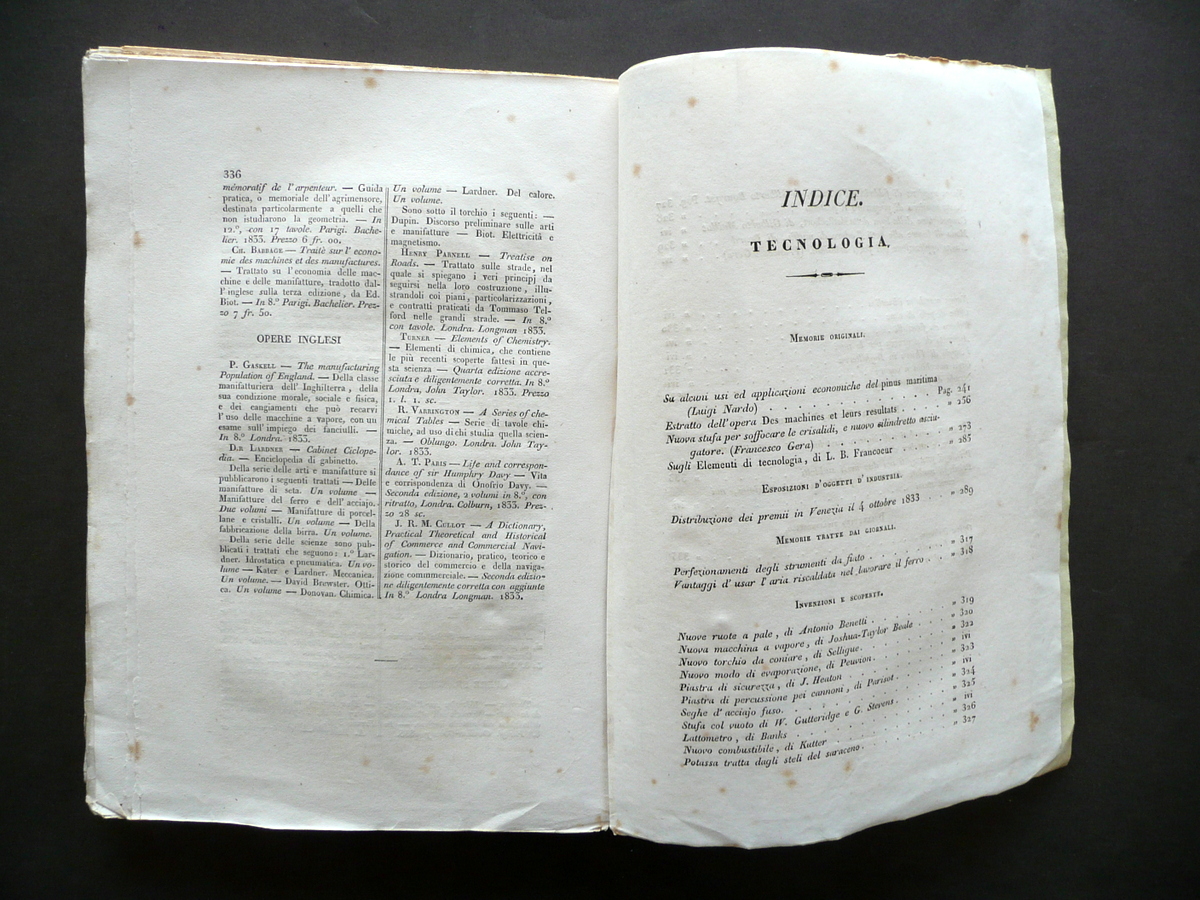 336
mémoratif de l'arpenteur. — Guida
pratica, o memoriale dell'agrimensore,
destinata particolarmente a quelli che
non istudiarono la geometria. — In
12.º, con 17 tavole. Parigi. Bache-
lier. 1833. Prezzo 6 fr. 00.
CH. BABBAGE — Traitè sur l'econo-
mie des machines et des manufactures.
— Trattato su l'economia delle mac-
chine e delle manifatture, tradotto dal-
l'inglese sulla terza edizione, da Ed.
Biot. — In 8.º Parigi. Bachelier. Prez-
zo 7 fr. 50.
OPERE INGLESI
P. GASKELL — The manufacturing
Population of England. — Della classe
manifatturiera dell'Inghilterra, della
sua condizione morale, sociale e fisica,
e dei cangiamenti che può recarvi
l'uso delle macchine a vapore, con un
esame sull'impiego dei fanciulli. —
In 8.º Londra. 1833.
D.R LARDNER — Cabinet Ciclope-
dia. — Enciclopedia di gabinetto.
Della serie delle arti e manifatture si
pubblicarono i seguenti trattati — Delle
manifatture di seta. Un volume —
Manifatture del ferro e dell'acciajo.
Due volumi — Manifatture di porcel-
lane e cristalli. Un volume — Della
fabbricazione della birra. Un volume.
Della serie delle scienze sono pub-
blicati i trattati che seguono: 1.º Lar-
dner. Idrostatica e pneumatica. Un vo-
lume — Kater e Lardner. Meccanica.
Un volume. — David Brewster. Otti-
ca. Un volume — Donovan. Chimica.
Un volume — Lardner. Del calore.
Un volume.
Sono sotto il torchio i seguenti: —
Dupin. Discorso preliminare sulle arti
e manifatture — Biot. Elettricità e
magnetismo.
HENRY PARNELL — Treatise on
Roads. — Trattato sulle strade, nel
quale si spiegano i veri principj da
seguirsi nella loro costruzione, illu-
strandoli coi piani, particolarizzazioni,
e contratti praticati da Tommaso Tel-
ford nelle grandi strade. — In 8.º
con tavole. Londra. Longman 1833.
TURNER — Elements of Chemistry.
— Elementi di chimica, che contiene
le più recenti scoperte fattesi in que-
sta scienza — Quarta edizione accre-
sciuta e diligentemente corretta. In 8.º
Londra, John Taylor. 1833. Prezzo
1. l. 1. sc.
R. VARRINGTON — A Series of che-
mical Tables — Serie di tavole chi-
miche, ad uso di chi studia quella scien-
za. — Oblungo. Londra. John Tay-
lor. 1833.
A. T. PARIS — Life and correspon-
dance of sir Humphry Davy — Vita
e corrispondenza di Onofrio Davy. —
Seconda edizione, 2 volumi in 8.º, con
ritratto, Londra. Colburn, 1833. Prez-
zo 28 sc.
J. R. M. CULLOT — A Dictionary,
Practical Theoretical and Historical
of Commerce and Commercial Navi-
gation. — Dizionario, pratico, teorico e
storico del commercio e della naviga-
zione commerciale. — Seconda edizio-
ne diligentemente corretta con aggiunte
In 8.º Londra Longman. 1833.
INDICE.
TECNOLOGIA.
MEMORIE ORIGINALI.
Su alcuni usi ed applicazioni economiche del pinus maritima
(Luigi Nardo) . . . . . . . . . . . Pag. 241
Estratto dell'opera Des machines et leurs resultats . . . „ 256
Nuova stufa per soffocare le crisalidi, e nuovo cilindretto asciu-
gatore. (Francesco Gera) . . . . . . . . „ 273
Sugli Elementi di tecnologia, di L. B. Francoeur . . . „ 283
ESPOSIZIONI D'OGGETTI D'INDUSTRIA.
Distribuzione dei premii in Venezia il 4 ottobre 1833 . . „ 289
MEMORIE TRATTE DAI GIORNALI.
Perfezionamenti degli strumenti da fiato . . . . . . „ 317
Vantaggi d'usar l'aria riscaldata nel lavorare il ferro . . „ 318
INVENZIONI E SCOPERTE.
Nuove ruote a pale, di Antonio Benetti . . . . . . „ 319
Nuova macchina a vapore, di Joshua-Taylor Beale . . . „ 320
Nuovo torchio da coniare, di Selligue . . . . . . „ 322
Nuovo modo di evaporazione, di Peuvion . . . . . . „ ivi
Piastra di sicurezza, di J. Heaton . . . . . . . „ 323
Piastra di percussione pei cannoni, di Parisot . . . . „ ivi
Seghe d'acciajo fuso . . . . . . . . . . „ 324
Stufa col vuoto di W. Gutteridge e G. Stevens . . . . „ 325
Lattometro, di Banks . . . . . . . . . . „ ivi
Nuovo combustibile, di Rutter . . . . . . . . „ 326
Potassa tratta dagli steli del saraceno . . . . . . „ 327